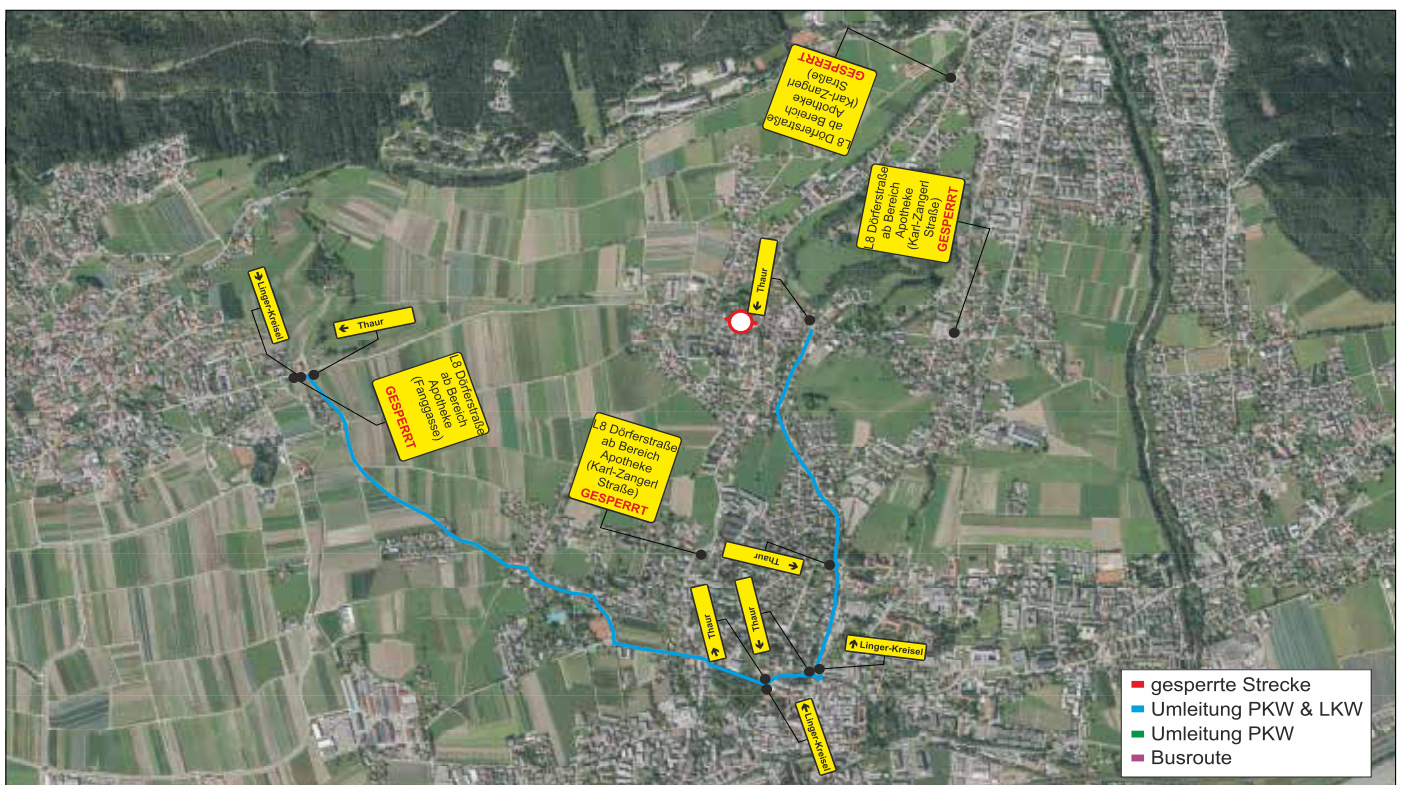 L8 Dörferstraße
ab Bereich
Apotheke
(Karl-Zangerl
Straße)
GESPERRT
L8 Dörferstraße
ab Bereich
Apotheke
(Karl-Zangerl
Straße)
GESPERRT
Thaur
Linger-Kreisel
Thaur
L8 Dörferstraße
ab Bereich
Apotheke
(Fanggasse)
GESPERRT
L8 Dörferstraße
ab Bereich
Apotheke
(Karl-Zangerl
Straße)
GESPERRT
Thaur
Thaur
Thaur
Linger-Kreisel
Linger-Kreisel
gesperrte Strecke
Umleitung PKW & LKW
Umleitung PKW
Busroute